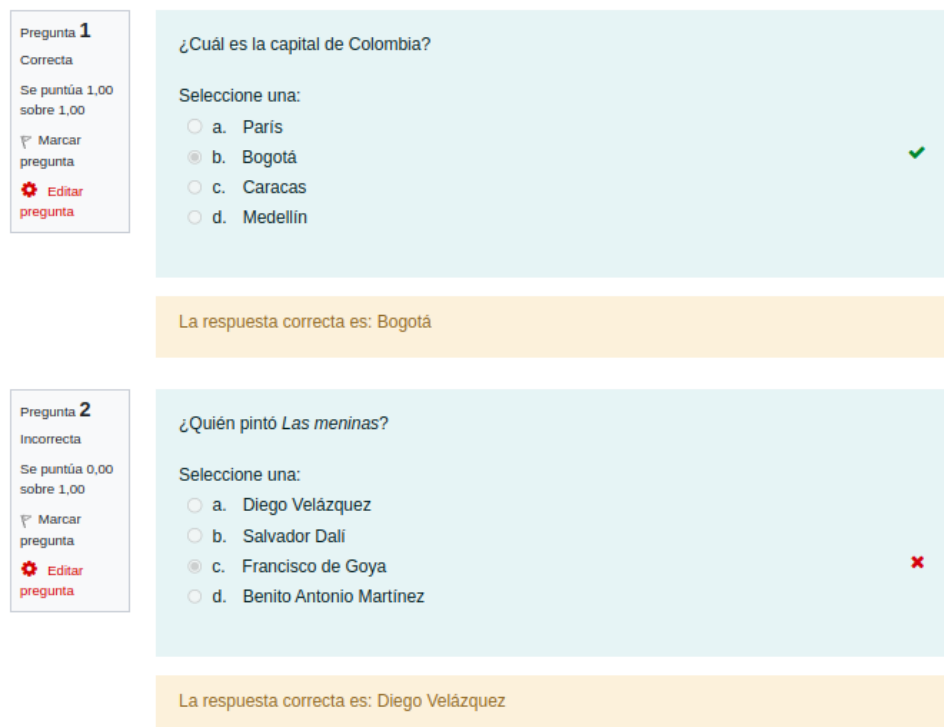 Pregunta 1
Correcta
Se puntúa 1,00
sobre 1,00
Marcar
pregunta
Editar
pregunta
¿Cuál es la capital de Colombia?
Seleccione una:
a. París
b. Bogotá
c. Caracas
d. Medellín
La respuesta correcta es: Bogotá
Pregunta 2
Incorrecta
Se puntúa 0,00
sobre 1,00
Marcar
pregunta
Editar
pregunta
¿Quién pintó Las meninas?
Seleccione una:
a. Diego Velázquez
b. Salvador Dalí
c. Francisco de Goya
d. Benito Antonio Martínez
La respuesta correcta es: Diego Velázquez